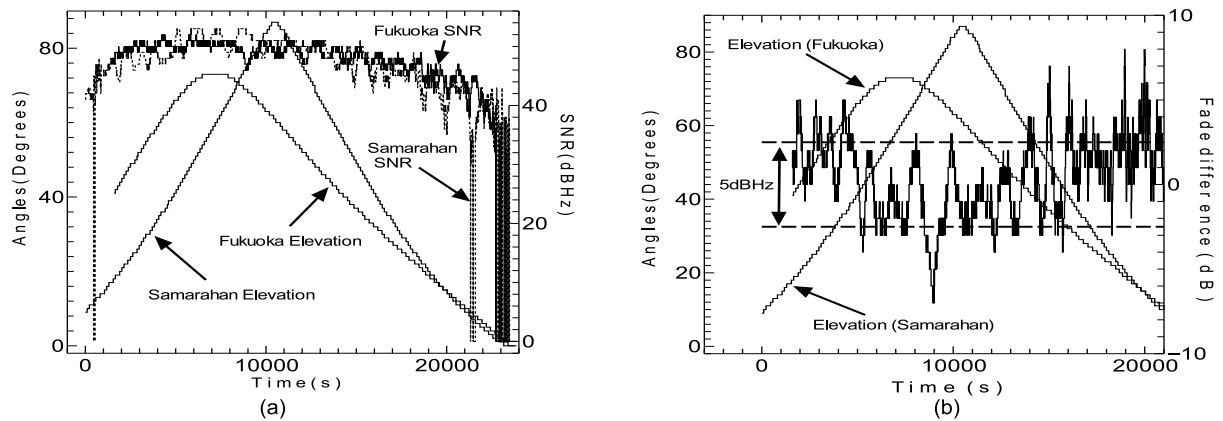 80
40
0
Angles(Degrees)
Fukuoka SNR
Samarahan
SNR
Fukuoka Elevation
Samarahan Elevation
40
20
0
SNR(dBHz)
0
10000
20000
Time(s)
(a)
80
60
40
20
0
Angles(Degrees)
Elevation (Fukuoka)
5dBHz
Elevation (Samarahan)
10
0
−10
Fade difference (dB)
0
10000
20000
Time (s)
(b)